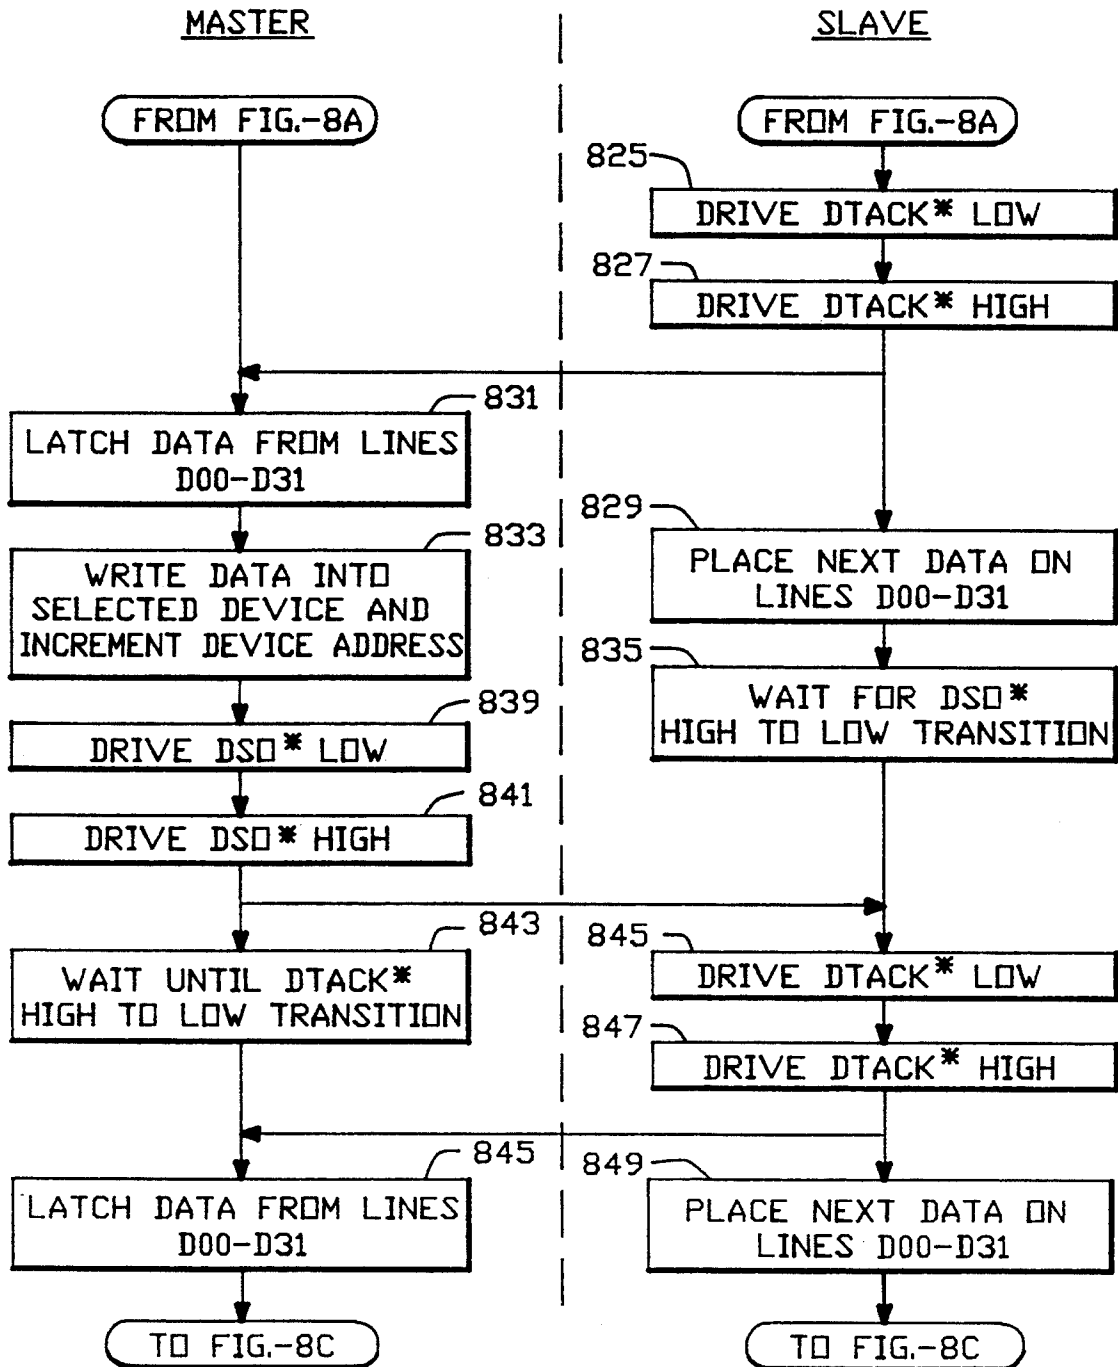 MASTER
SLAVE
FROM FIG.-8A
FROM FIG.-8A
825
DRIVE DTACK* LOW
827
DRIVE DTACK* HIGH
831
LATCH DATA FROM LINES
D00-D31
829
PLACE NEXT DATA ON
LINES D00-D31
833
WRITE DATA INTO
SELECTED DEVICE AND
INCREMENT DEVICE ADDRESS
835
WAIT FOR DSO*
HIGH TO LOW TRANSITION
839
DRIVE DSO* LOW
841
DRIVE DSO* HIGH
843
WAIT UNTIL DTACK*
HIGH TO LOW TRANSITION
845
DRIVE DTACK* LOW
847
DRIVE DTACK* HIGH
845
LATCH DATA FROM LINES
D00-D31
849
PLACE NEXT DATA ON
LINES D00-D31
TO FIG.-8C
TO FIG.-8C